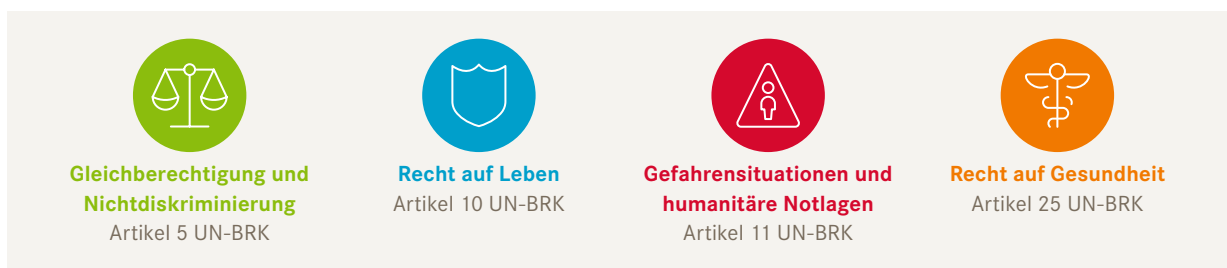 Gleichberechtigung und
Nichtdiskriminierung
Artikel 5 UN-BRK
Recht auf Leben
Artikel 10 UN-BRK
Gefahrensituationen und
humanitäre Notlagen
Artikel 11 UN-BRK
Recht auf Gesundheit
Artikel 25 UN-BRK